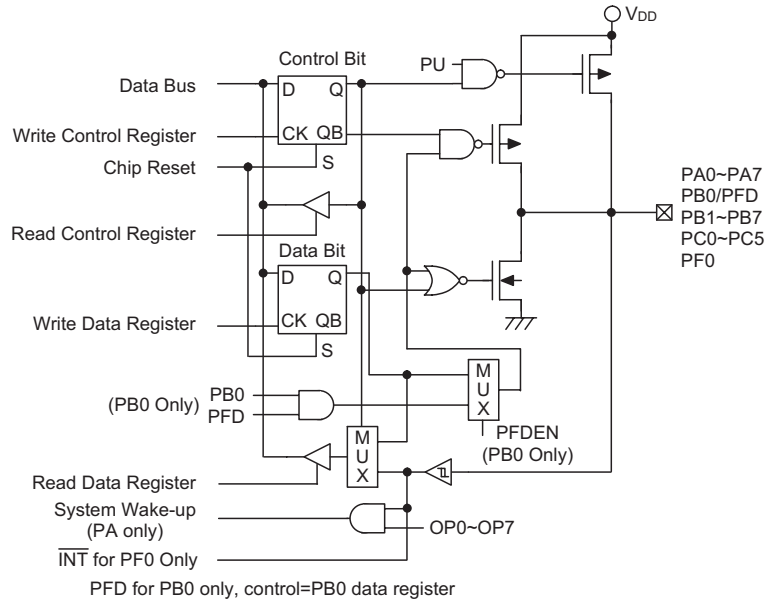 VDD
Control Bit
PU
Data Bus
D Q
Write Control Register
CK QB
Chip Reset
S
PA0~PA7
PB0/PFD
PB1~PB7
PC0~PC5
PF0
Read Control Register
Data Bit
D Q
Write Data Register
CK QB
S
M
U
X
(PB0 Only)
PB0
PFD
M
U
X
PFDEN
(PB0 Only)
Read Data Register
System Wake-up
(PA only)
OP0~OP7
INT for PF0 Only
PFD for PB0 only, control=PB0 data register